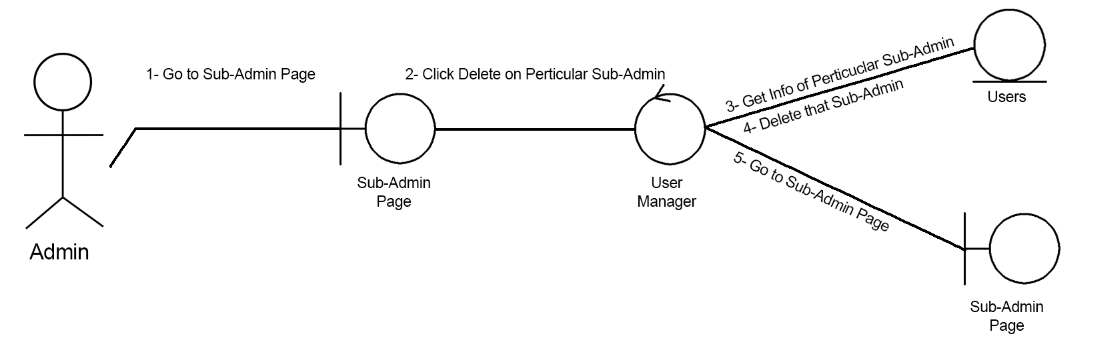 1- Go to Sub-Admin Page
2- Click Delete on Perticular Sub-Admin
3- Get Info of Perticuclar Sub-Admin
4- Delete that Sub-Admin
Users
5- Go to Sub-Admin Page
Sub-Admin
Page
User
Manager
Admin
Sub-Admin
Page